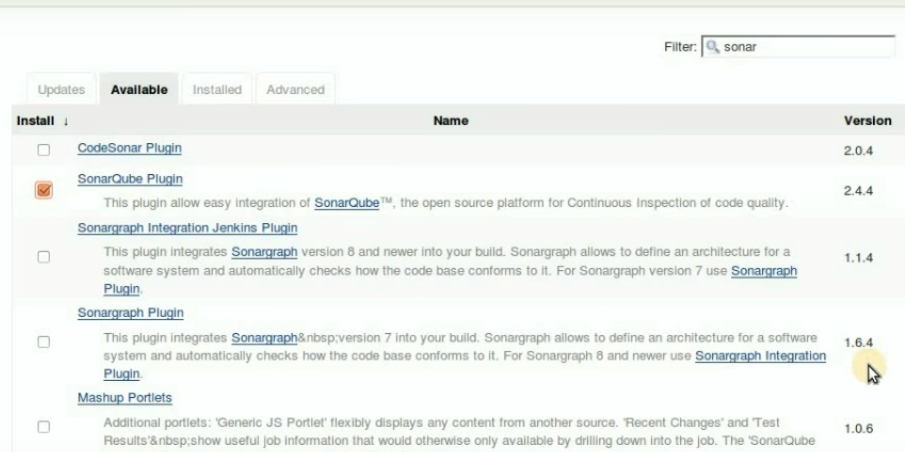 Filter: sonar
Updates Available Installed Advanced
Install ↓ Name Version
CodeSonar Plugin 2.0.4
SonarQube Plugin
This plugin allow easy integration of SonarQube™, the open source platform for Continuous Inspection of code quality. 2.4.4
Sonargraph Integration Jenkins Plugin
This plugin integrates Sonargraph version 8 and newer into your build. Sonargraph allows to define an architecture for a
software system and automatically checks how the code base conforms to it. For Sonargraph version 7 use Sonargraph 1.1.4
Plugin.
Sonargraph Plugin
This plugin integrates Sonargraph&nbsp;version 7 into your build. Sonargraph allows to define an architecture for a software 1.6.4
system and automatically checks how the code base conforms to it. For Sonargraph 8 and newer use Sonargraph Integration
Plugin.
Mashup Portlets
Additional portlets: 'Generic JS Portlet' flexibly displays any content from another source. 'Recent Changes' and 'Test 1.0.6
Results'&nbsp;show useful job information that would otherwise only available by drilling down into the job. The 'SonarQube